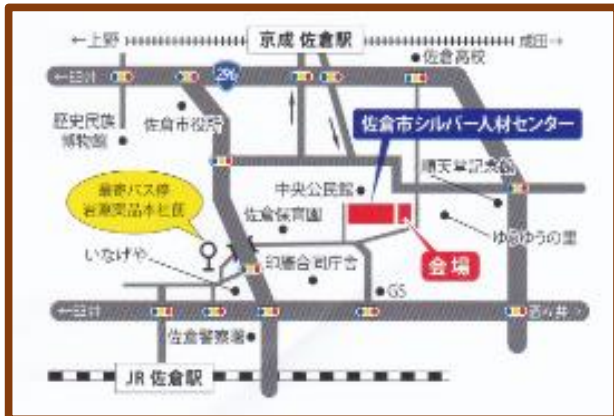 ←上野
京成 佐倉駅
成田→
佐倉高校
←臼井
296
佐倉市役所
歴史民族
博物館
佐倉市シルバー人材センター
順天堂記念館
最寄バス停
中央公民館
佐倉保育園
ゆうゆうの里
いなげや
印旛合同庁舎
会場
GS
←臼井
酒々井→
佐倉警察署
JR 佐倉駅